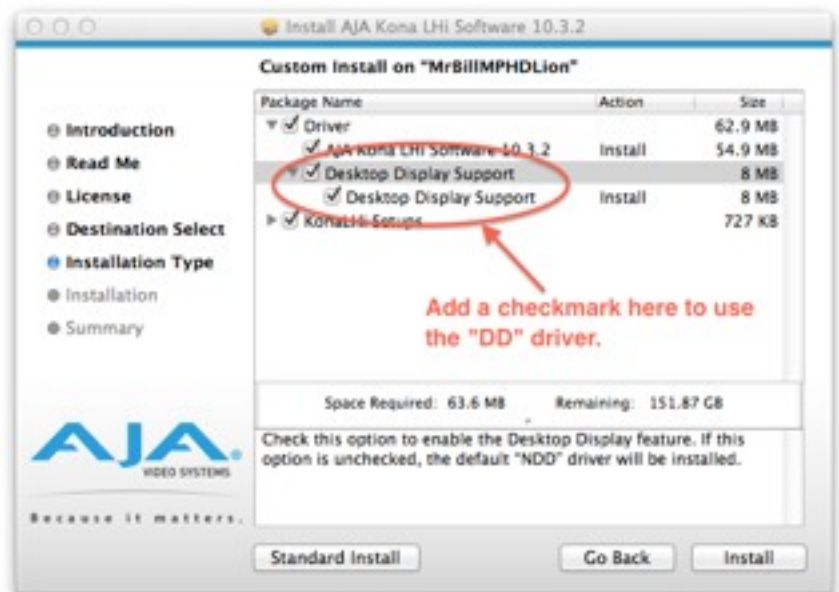 Install AJA Kona LHi Software 10.3.2
Custom Install on "MrBillMPHDLion"
Package Name Action Size
Driver 62.9 MB
AJA Kona LHi Software 10.3.2 Install 54.9 MB
Desktop Display Support 8 MB
Desktop Display Support Install 8 MB
KonaLHi Setups 727 KB
Introduction
Read Me
License
Destination Select
Installation Type
Installation
Summary
Add a checkmark here to use
the "DD" driver.
Space Required: 63.6 MB Remaining: 151.87 GB
Check this option to enable the Desktop Display feature. If this
option is unchecked, the default "NDD" driver will be installed.
AJA
VIDEO SYSTEMS
Because it matters.
Standard Install Go Back Install